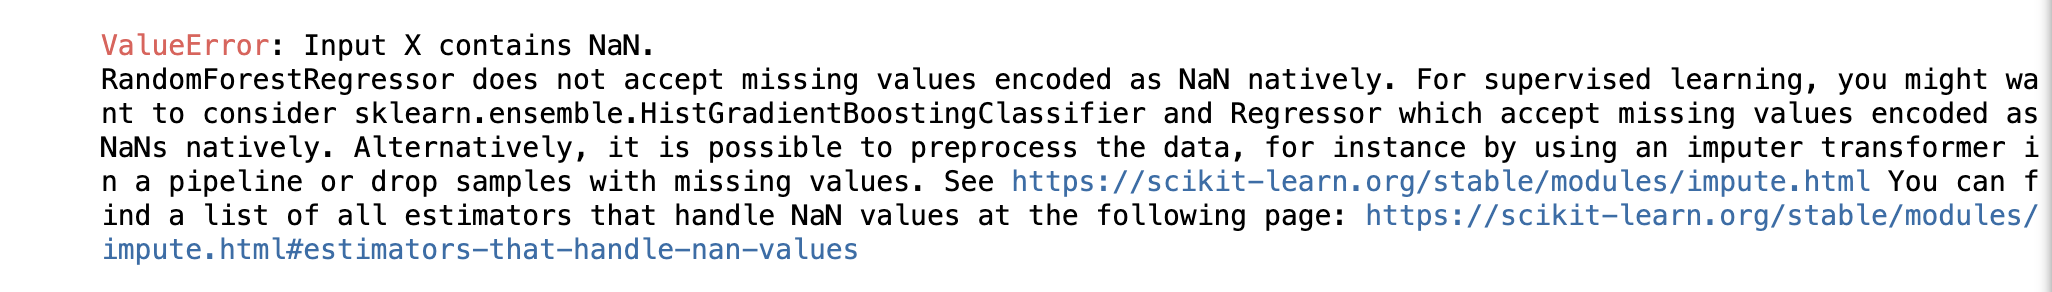 ValueError: Input X contains NaN.
RandomForestRegressor does not accept missing values encoded as NaN natively. For supervised learning, you might wa
nt to consider sklearn.ensemble.HistGradientBoostingClassifier and Regressor which accept missing values encoded as
NaNs natively. Alternatively, it is possible to preprocess the data, for instance by using an imputer transformer i
n a pipeline or drop samples with missing values. See https://scikit-learn.org/stable/modules/impute.html You can f
ind a list of all estimators that handle NaN values at the following page: https://scikit-learn.org/stable/modules/
impute.html#estimators-that-handle-nan-values